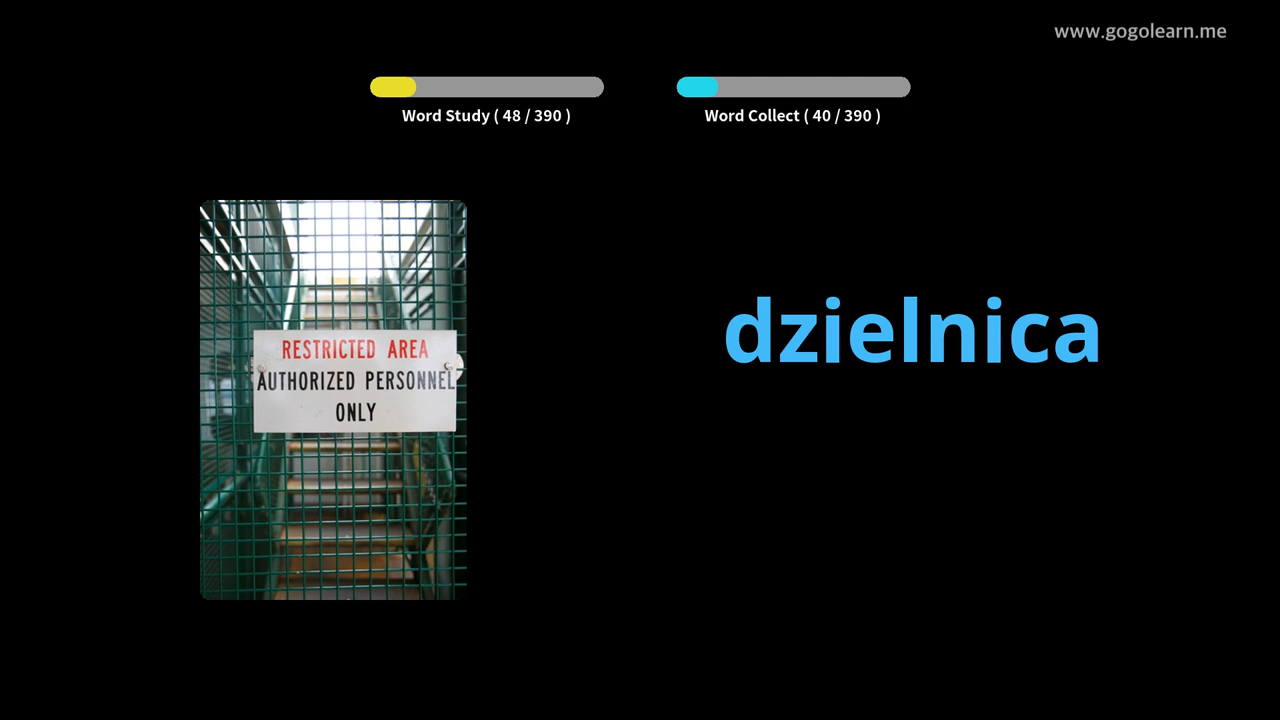 www.gogolearn.me
Word Study ( 48 / 390 )
Word Collect ( 40 / 390 )
RESTRICTED AREA
AUTHORIZED PERSONNEL
ONLY
dzielnica